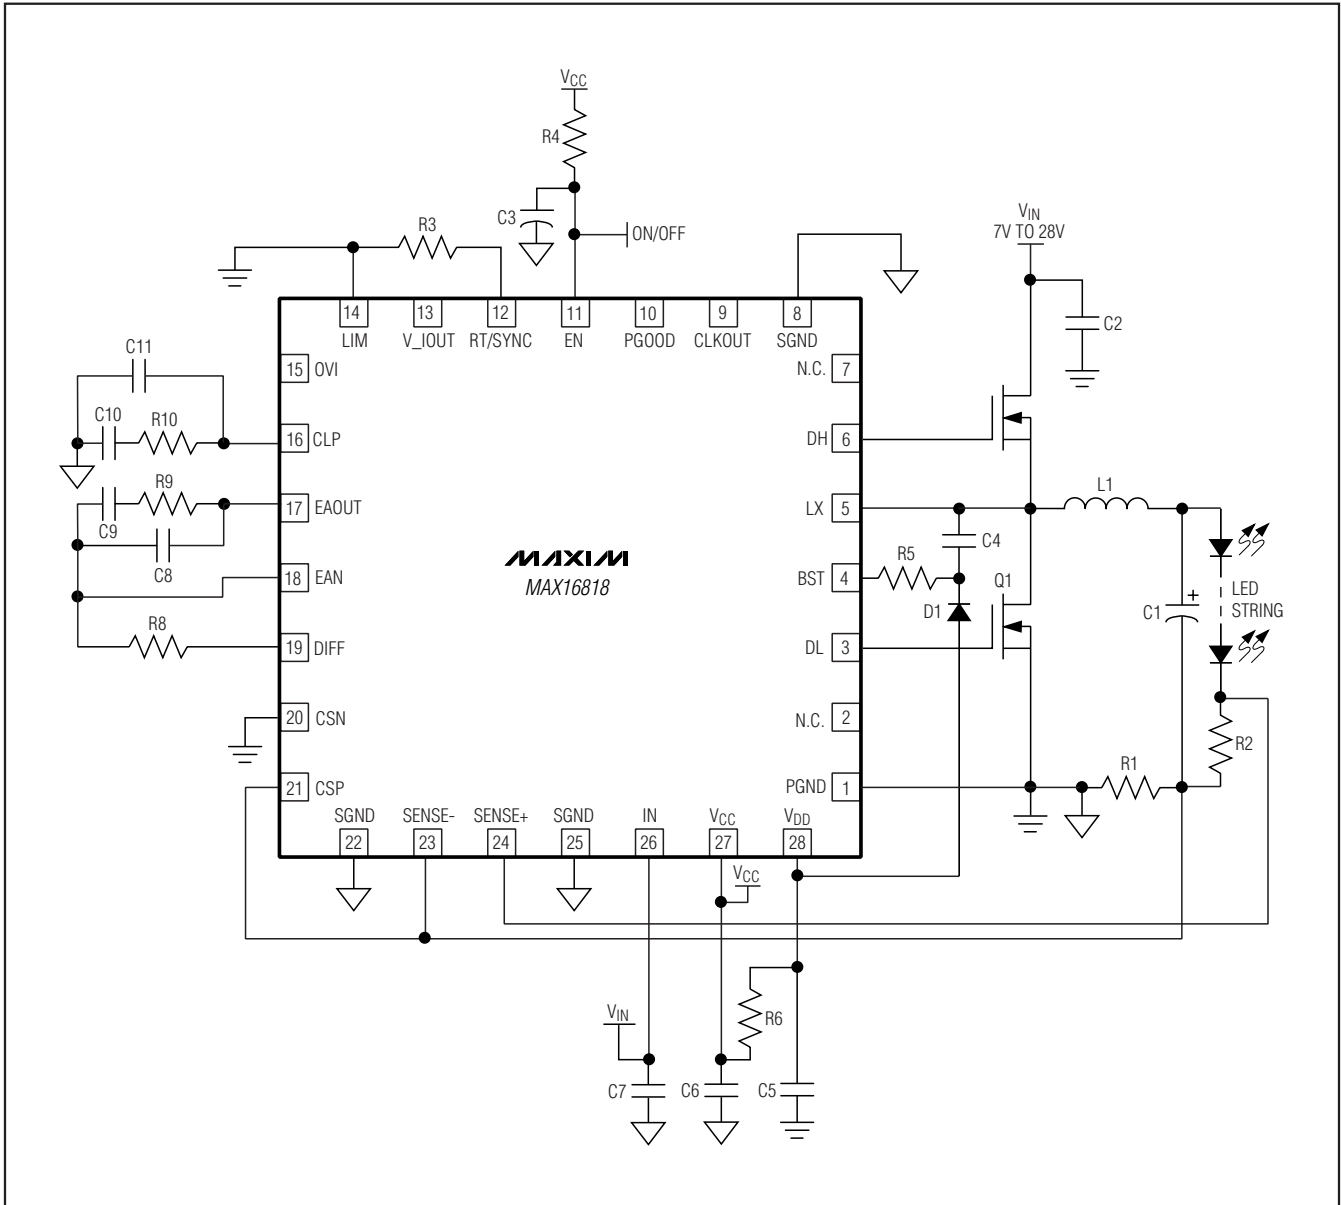 VCC
R4
C3
R3
ON/OFF
VIN
7V TO 28V
C2
14 13 12 11 10 9 8
LIM V_IOUT RT/SYNC EN PGOOD CLKOUT SGND
C11
15 OVI
N.C. 7
C10 R10
16 CLP
DH 6
R9
C9
17 EAOUT
LX 5
L1
C8
C4
MAXIM
MAX16818
18 EAN
BST 4
R5
D1
Q1
C1
+
LED
STRING
R8
19 DIFF
DL 3
20 CSN
N.C. 2
R2
R1
21 CSP
PGND 1
SGND SENSE- SENSE+ SGND IN VCC VDD
22 23 24 25 26 27 28
VCC
VIN
R6
C7
C6
C5